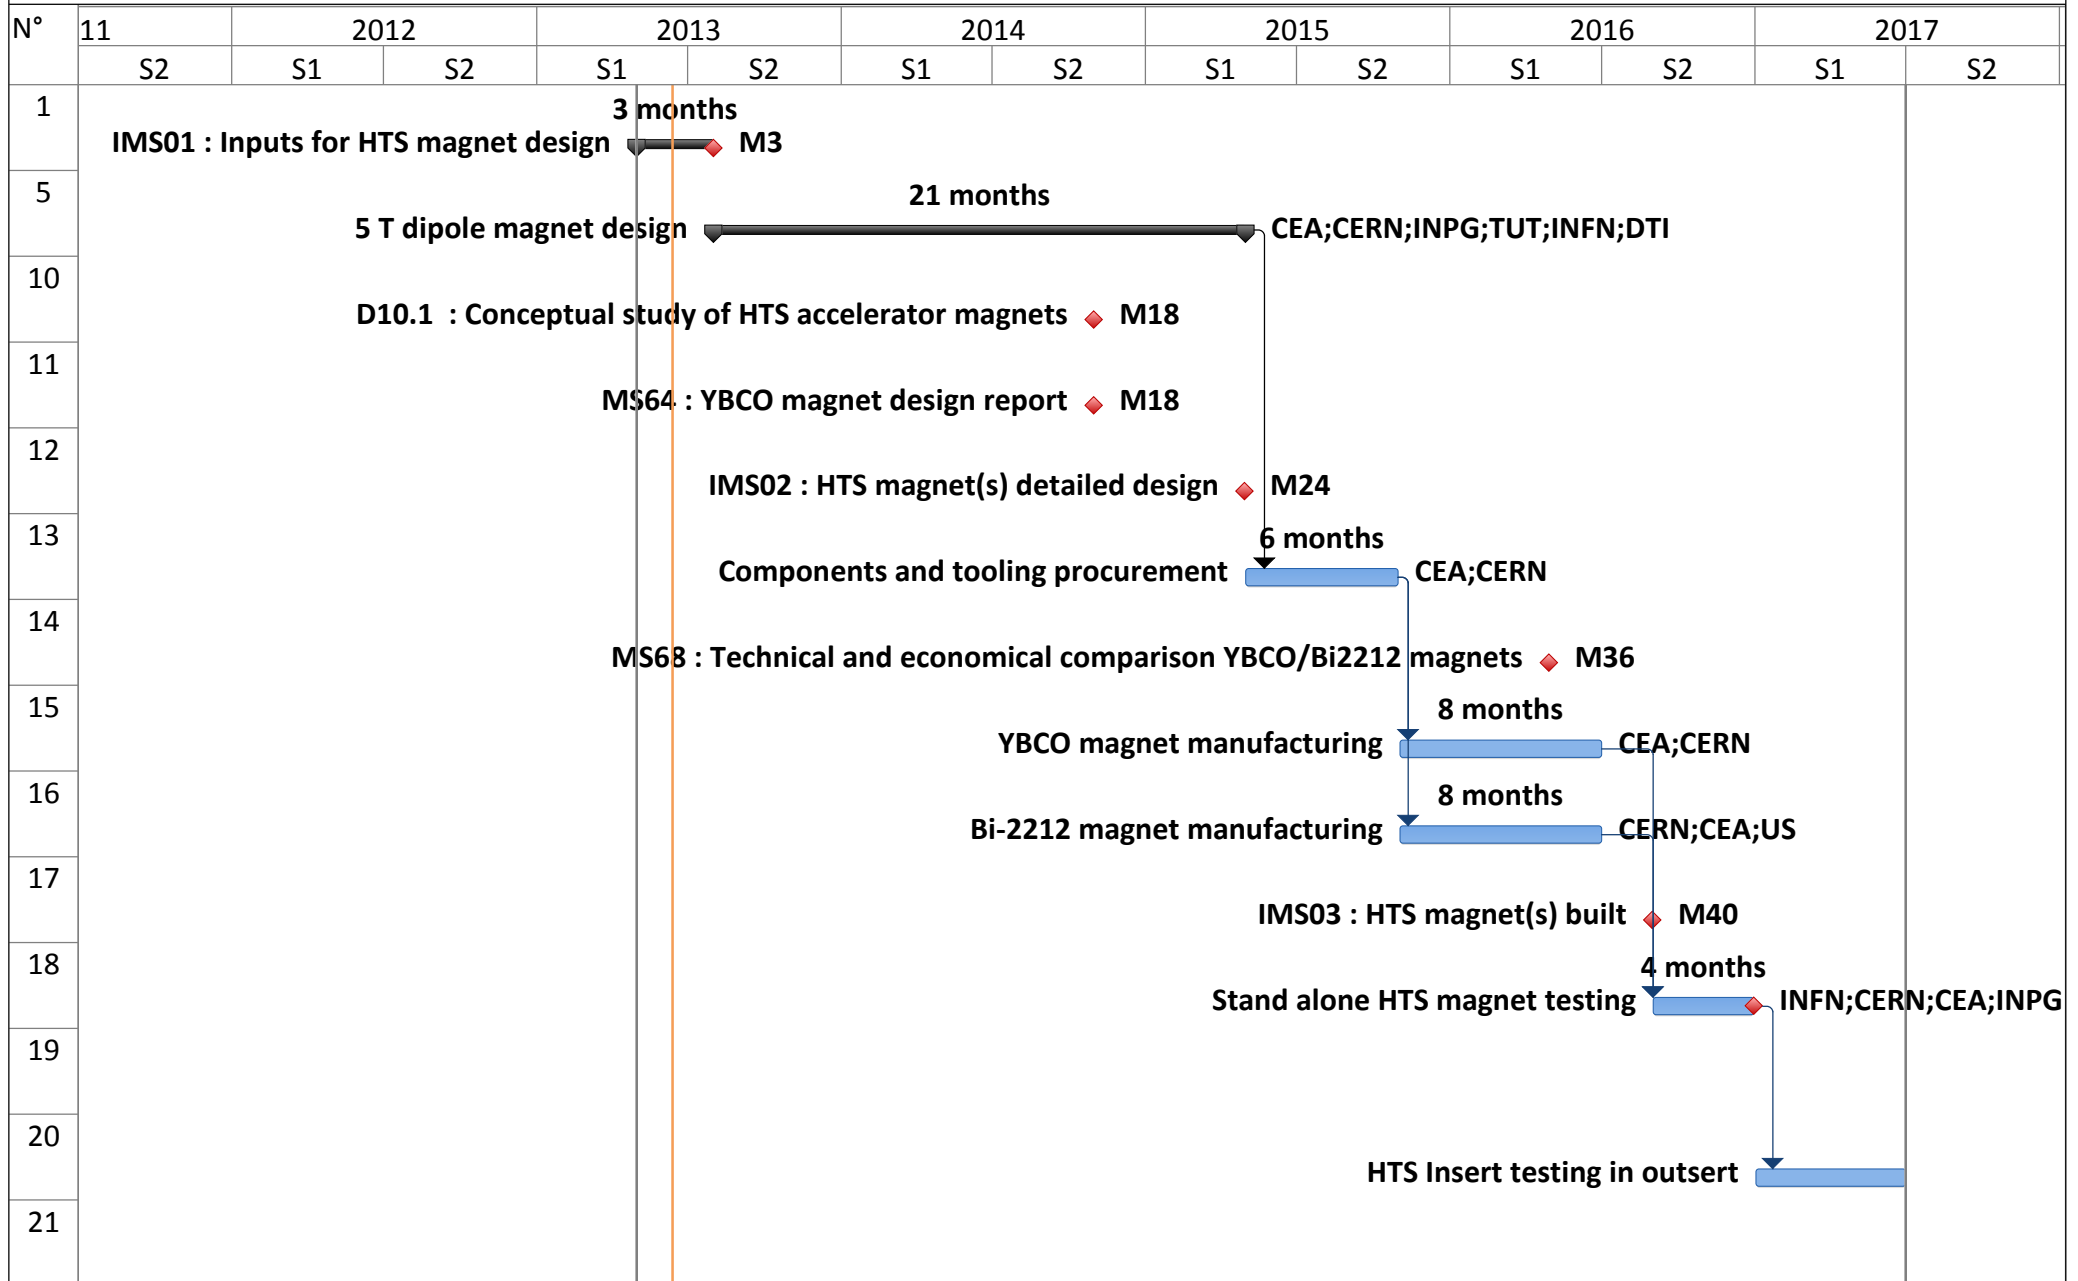 N° 11 2012 2013 2014 2015 2016 2017
S2 S1 S2 S1 S2 S1 S2 S1 S2 S1 S2 S1 S2
1
3 months
IMS01 : Inputs for HTS magnet design M3
5
21 months
5 T dipole magnet design CEA;CERN;INPG;TUT;INFN;DTI
10
D10.1 : Conceptual study of HTS accelerator magnets M18
11
MS64 : YBCO magnet design report M18
12
IMS02 : HTS magnet(s) detailed design M24
13
6 months
Components and tooling procurement CEA;CERN
14
MS68 : Technical and economical comparison YBCO/Bi2212 magnets M36
15
8 months
YBCO magnet manufacturing CEA;CERN
16
8 months
Bi-2212 magnet manufacturing CERN;CEA;US
17
IMS03 : HTS magnet(s) built M40
18
4 months
Stand alone HTS magnet testing INFN;CERN;CEA;INPG
19
20
HTS Insert testing in outsert
21